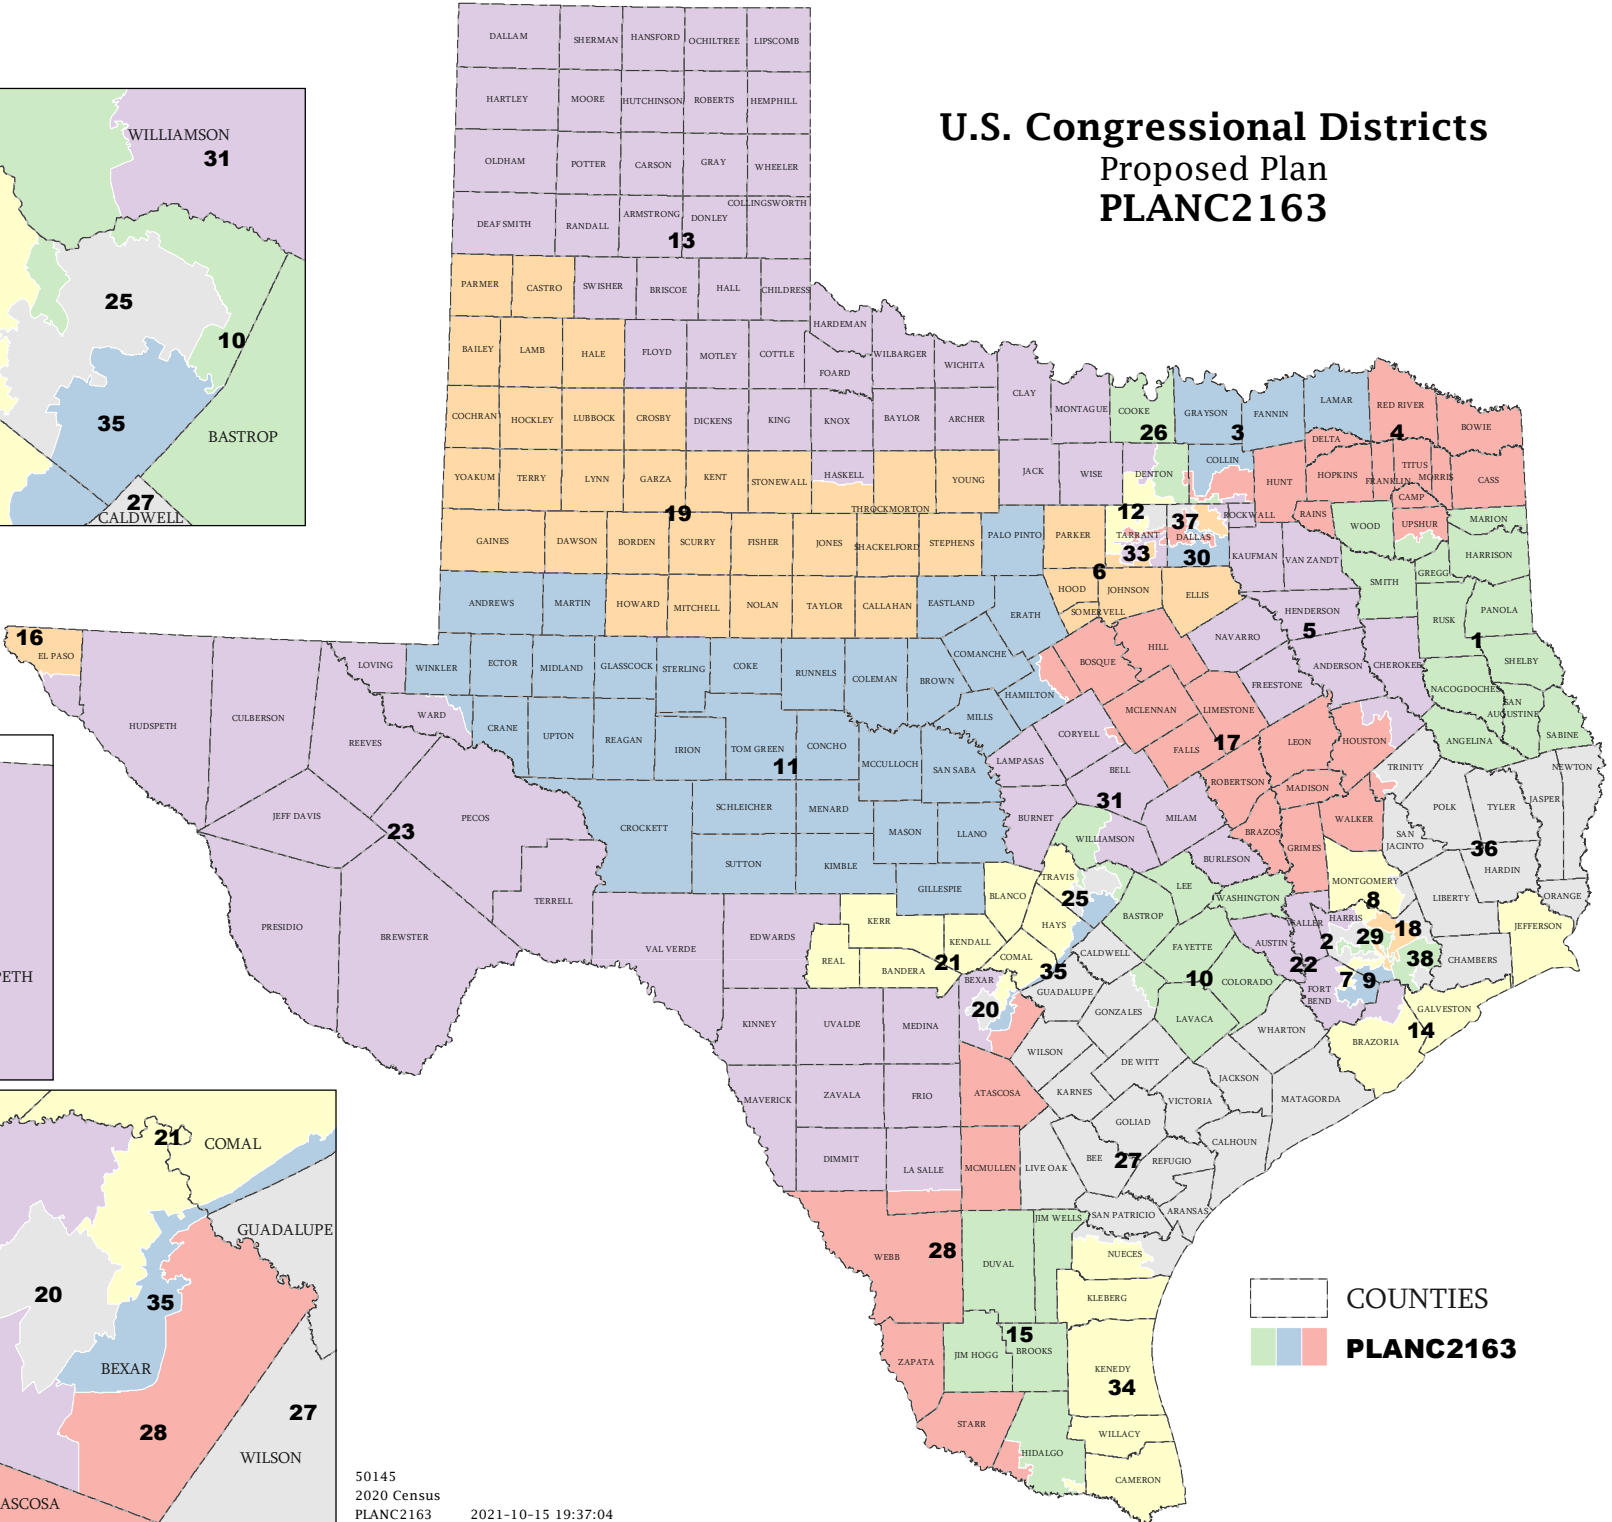 U.S. Congressional Districts
Proposed Plan
PLANC2163
WILLIAMSON
31
25
10
35
BASTROP
27
CALDWELL
DALLAM
SHERMAN
HANSFORD
OCHILTREE
LIPSCOMB
HARTLEY
MOORE
HUTCHINSON
ROBERTS
HEMPHILL
OLDHAM
POTTER
CARSON
GRAY
WHEELER
DEAF SMITH
RANDALL
ARMSTRONG
DONLEY
COLLINGSWORTH
13
PARMER
CASTRO
SWISHER
BRISCOE
HALL
CHILDRESS
HARDEMAN
BAILEY
LAMB
HALE
FLOYD
MOTLEY
COTTLE
FOARD
WILBARGER
WICHITA
CLAY
MONTAGUE
COOKE
26
GRAYSON
3
FANNIN
LAMAR
RED RIVER
4
BOWIE
COCHRAN
HOCKLEY
LUBBOCK
CROSBY
DICKENS
KING
KNOX
BAYLOR
ARCHER
JACK
WISE
DENTON
COLLIN
HUNT
DELTA
HOPKINS
FRANKLIN
TITUS
MORRIS
CASS
CAMP
YOAKUM
TERRY
LYNN
GARZA
KENT
STONEWALL
HASKELL
THROCKMORTON
YOUNG
19
12
TARRANT
37
DALLAS
33
30
ROCKWALL
RAINS
WOOD
UPSHUR
MARION
HARRISON
GAINES
DAWSON
BORDEN
SCURRY
FISHER
JONES
SHACKELFORD
STEPHENS
PALO PINTO
PARKER
6
KAUFMAN
VAN ZANDT
SMITH
GREGG
ANDREWS
MARTIN
HOWARD
MITCHELL
NOLAN
TAYLOR
CALLAHAN
EASTLAND
ERATH
HOOD
SOMERVELL
JOHNSON
ELLIS
HENDERSON
5
RUSK
PANOLA
1
16
EL PASO
HUDSPETH
CULBERSON
LOVING
WINKLER
ECTOR
MIDLAND
GLASSCOCK
STERLING
COKE
RUNNELS
COLEMAN
BROWN
COMANCHE
HAMILTON
BOSQUE
HILL
NAVARRO
FREESTONE
ANDERSON
CHEROKEE
SHELBY
NACOGDOCHES
SAN
AUGUSTINE
SABINE
REEVES
WARD
CRANE
UPTON
REAGAN
IRION
TOM GREEN
11
CONCHO
MCCULLOCH
SAN SABA
MILLS
LAMPASAS
CORYELL
MCLENNAN
LIMESTONE
FALLS
17
LEON
HOUSTON
ANGELINA
TRINITY
NEWTON
JEFF DAVIS
23
PECOS
CROCKETT
SCHLEICHER
MENARD
MASON
LLANO
BURNET
BELL
31
MILAM
ROBERTSON
MADISON
BRAZOS
GRIMES
WALKER
POLK
TYLER
JASPER
SAN
JACINTO
36
HARDIN
PRESIDIO
BREWSTER
TERRELL
SUTTON
KIMBLE
GILLESPIE
BLANCO
TRAVIS
WILLIAMSON
25
BURLESON
LEE
WASHINGTON
BASTROP
MONTGOMERY
8
LIBERTY
ORANGE
JEFFERSON
VAL VERDE
EDWARDS
KERR
REAL
BANDERA
KENDALL
21
COMAL
HAYS
35
CALDWELL
FAYETTE
10
COLORADO
AUSTIN
WALLER
HARRIS
2
29
18
38
22
7
9
CHAMBERS
FORT
BEND
BEXAR
20
GUADALUPE
GONZALES
LAVACA
WHARTON
GALVESTON
14
BRAZORIA
KINNEY
UVALDE
MEDINA
WILSON
DE WITT
JACKSON
MATAGORDA
MAVERICK
ZAVALA
FRIO
ATASCOSA
KARNES
VICTORIA
GOLIAD
CALHOUN
DIMMIT
LA SALLE
MCMULLEN
LIVE OAK
BEE
27
REFUGIO
ARANSAS
SAN PATRICIO
JIM WELLS
WEBB
28
DUVAL
NUECES
KLEBERG
ZAPATA
JIM HOGG
15
BROOKS
KENEDY
34
STARR
HIDALGO
WILLACY
CAMERON
COUNTIES
PLANC2163
PETH
21
COMAL
GUADALUPE
20
35
BEXAR
28
27
WILSON
ASCOSA
50145
2020 Census
PLANC2163 2021-10-15 19:37:04